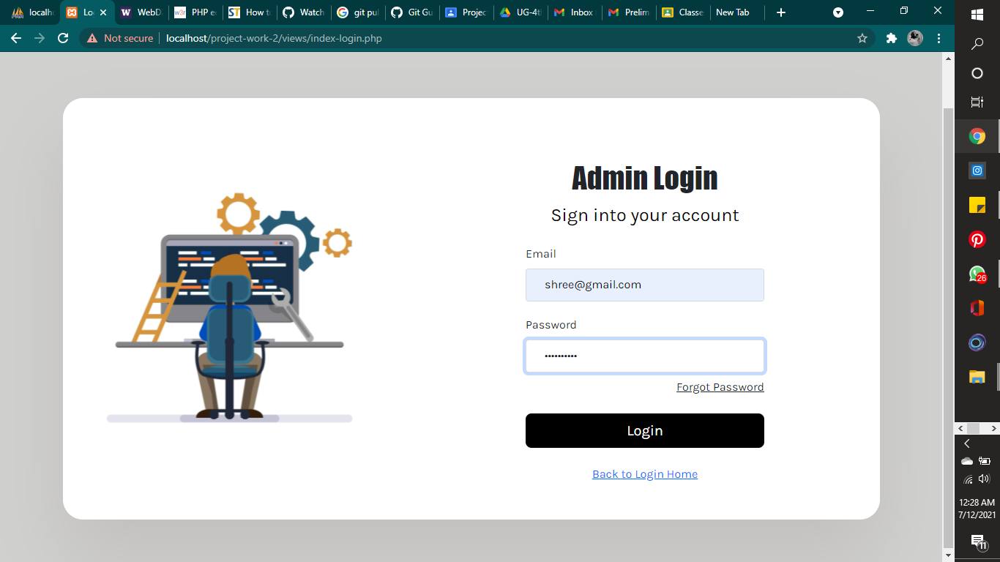 localh
Lo
WebD
PHP e
How t
Watch
git pul
Git Gu
Projec
UG-4t
Inbox
Prelim
Classe
New Tab
Not secure
localhost/project-work-2/views/index-login.php
Admin Login
Sign into your account
Email
shree@gmail.com
Password
••••••••••
Forgot Password
Login
Back to Login Home
26
12:28 AM
7/12/2021
11